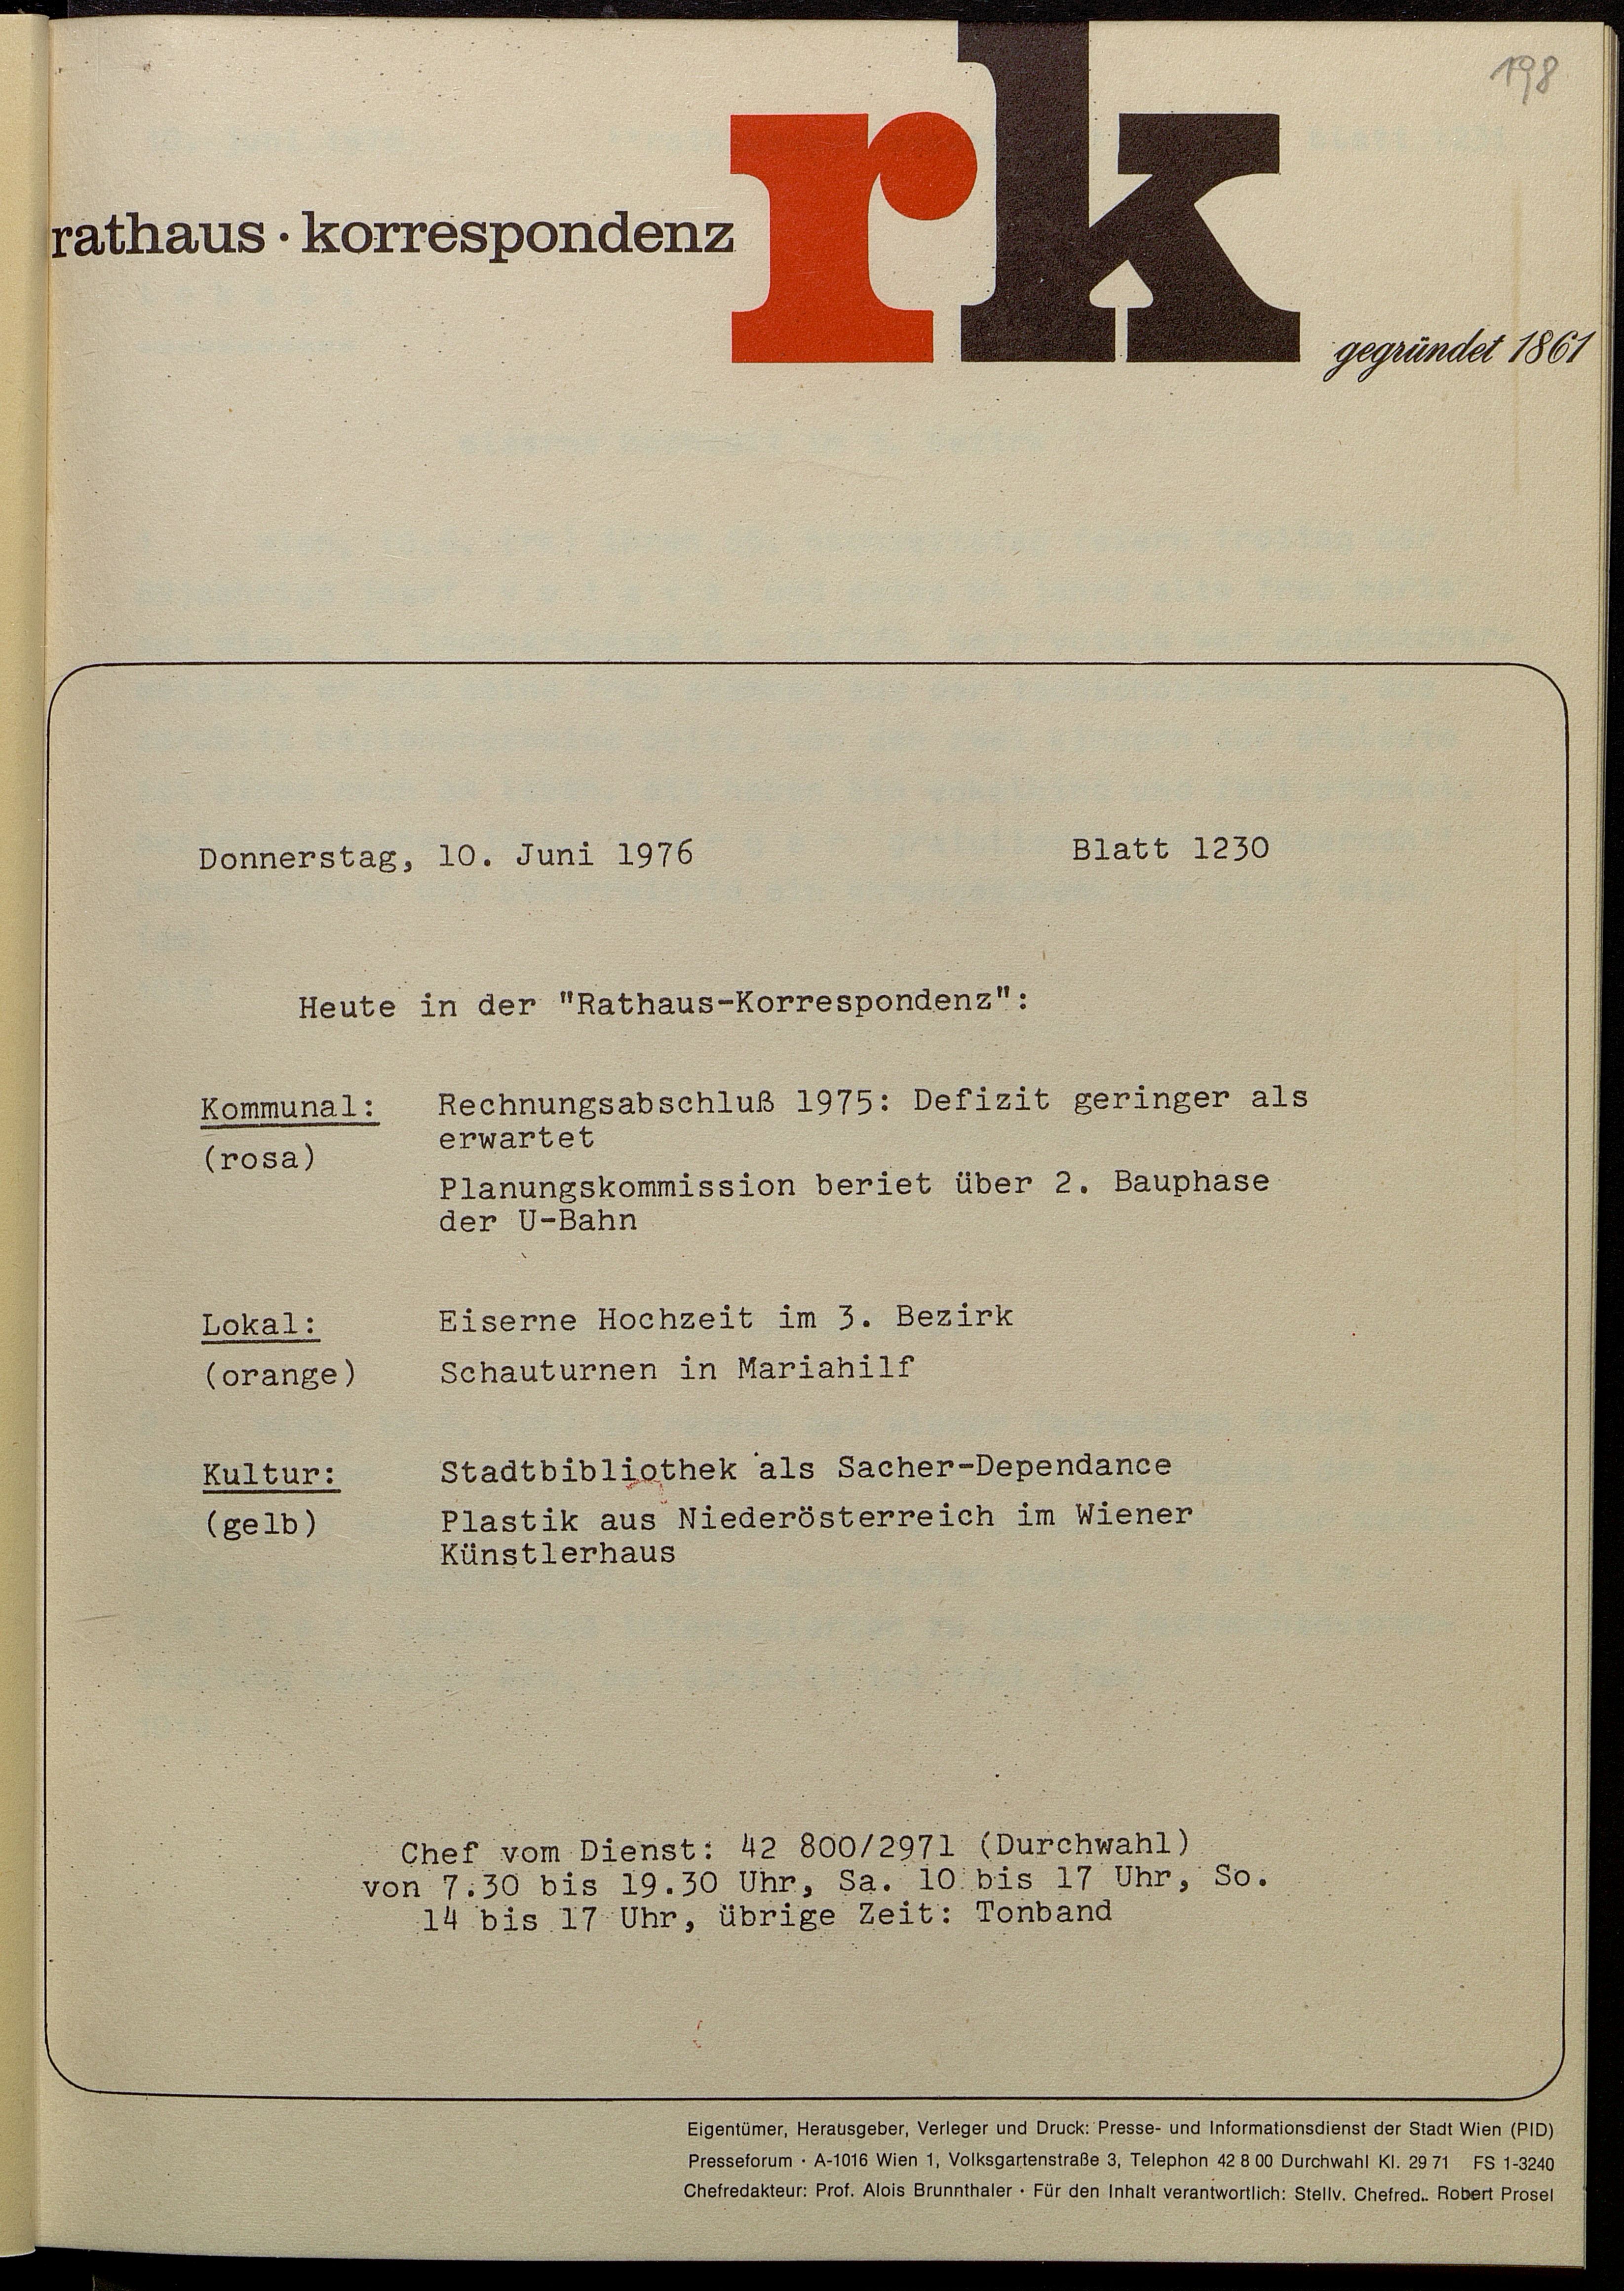 198
rk
rathaus · korrespondenz
gegründet 1861
Donnerstag, 10. Juni 1976 Blatt 1230
Heute in der "Rathaus-Korrespondenz":
Kommunal: Rechnungsabschluß 1975: Defizit geringer als
erwartet
(rosa)
Planungskommission beriet über 2. Bauphase
der U-Bahn
Lokal: Eiserne Hochzeit im 3. Bezirk
(orange) Schauturnen in Mariahilf
Kultur: Stadtbibliothek als Sacher-Dependance
(gelb) Plastik aus Niederösterreich im Wiener
Künstlerhaus
Chef vom Dienst: 42 800/2971 (Durchwahl)
von 7.30 bis 19.30 Uhr, Sa. 10 bis 17 Uhr, So.
14 bis 17 Uhr, übrige Zeit: Tonband
Eigentümer, Herausgeber, Verleger und Druck: Presse- und Informationsdienst der Stadt Wien (PID)
Presseforum · A-1016 Wien 1, Volksgartenstraße 3, Telephon 42 8 00 Durchwahl Kl. 29 71 FS 1-3240
Chefredakteur: Prof. Alois Brunnthaler · Für den Inhalt verantwortlich: Stellv. Chefred.. Robert Prosel